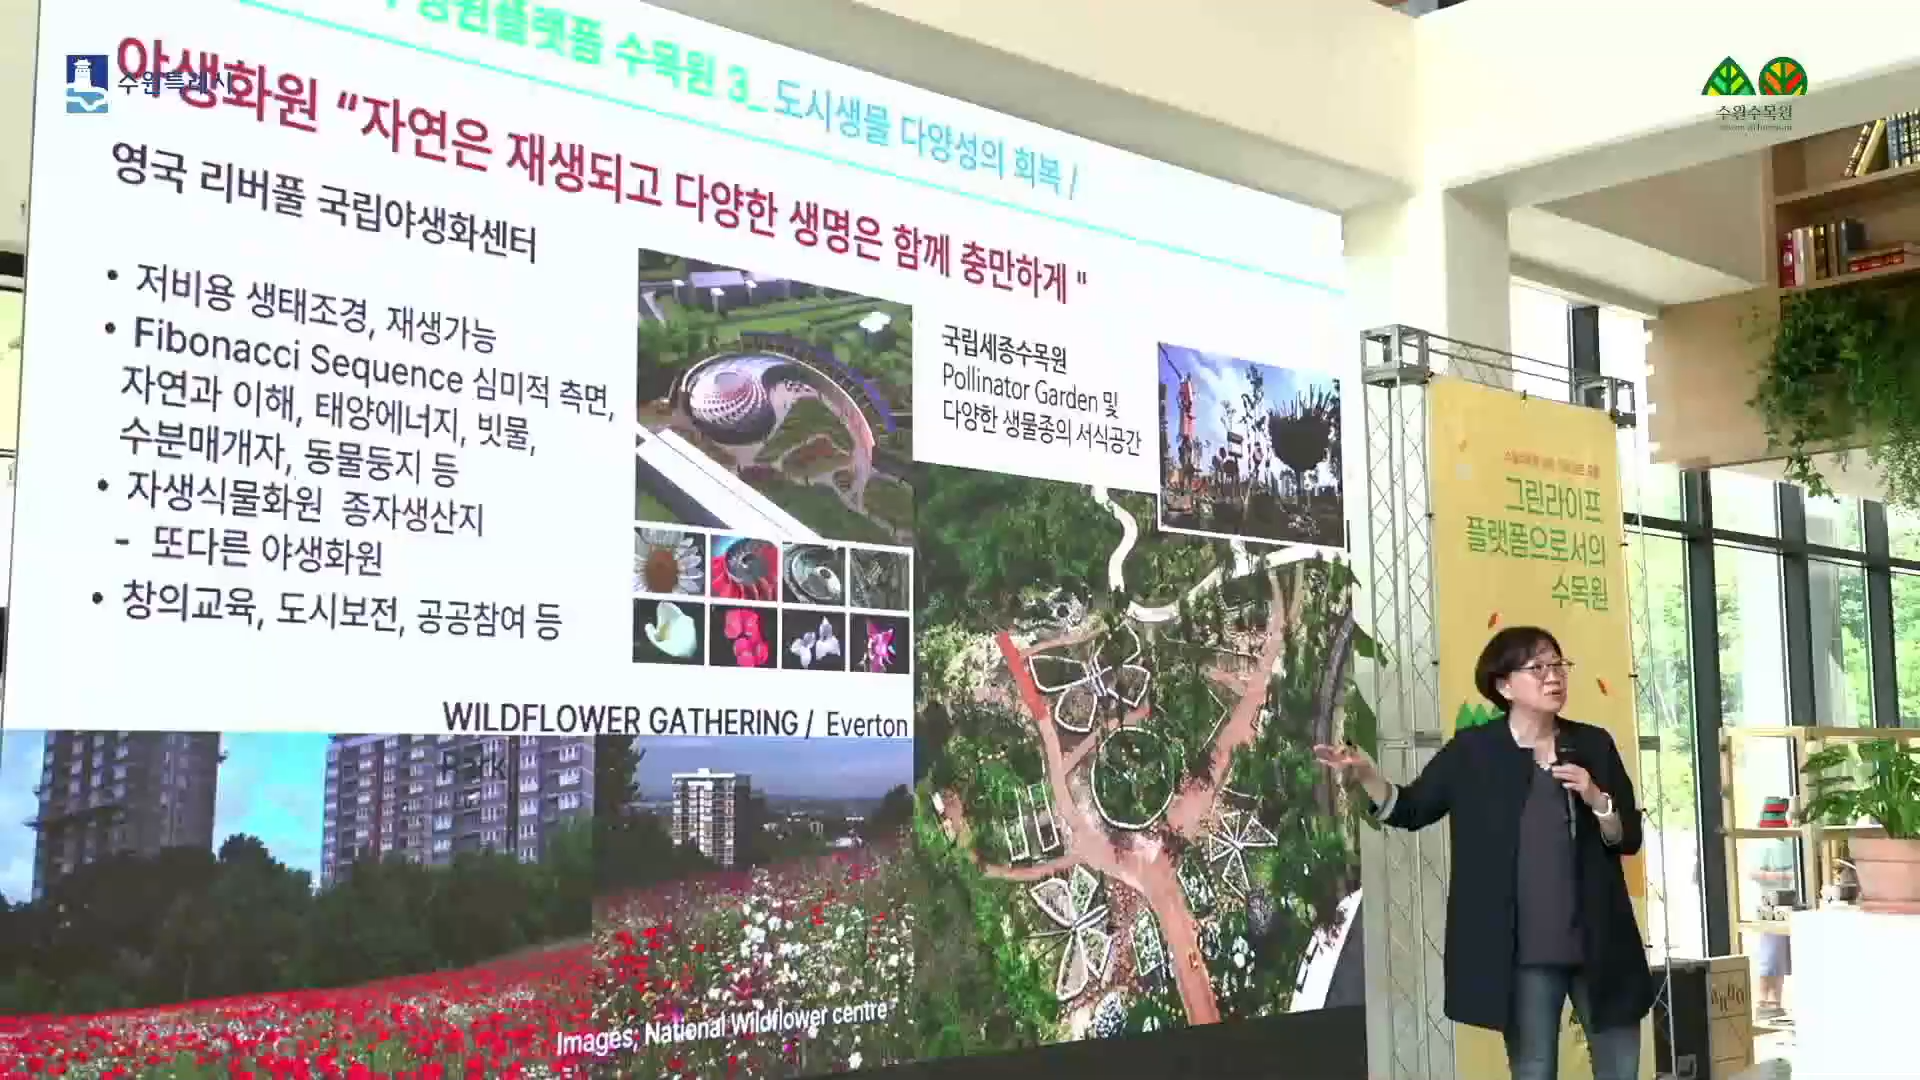 플랫폼 수목원 3_ 도시생물 다양성의 회복 /
수원특례시
야생화원 “자연은 재생되고 다양한 생명은 함께 충만하게 "
영국 리버풀 국립야생화센터
• 저비용 생태조경, 재생가능
• Fibonacci Sequence 심미적 측면,
자연과 이해, 태양에너지, 빗물,
수분매개자, 동물둥지 등
• 자생식물화원 종자생산지
- 또다른 야생화원
• 창의교육, 도시보전, 공공참여 등
국립세종수목원
Pollinator Garden 및
다양한 생물종의 서식공간
WILDFLOWER GATHERING / Everton
Park
Images; National Wildflower centre
수원수목원
그린라이프
플랫폼으로서의
수목원